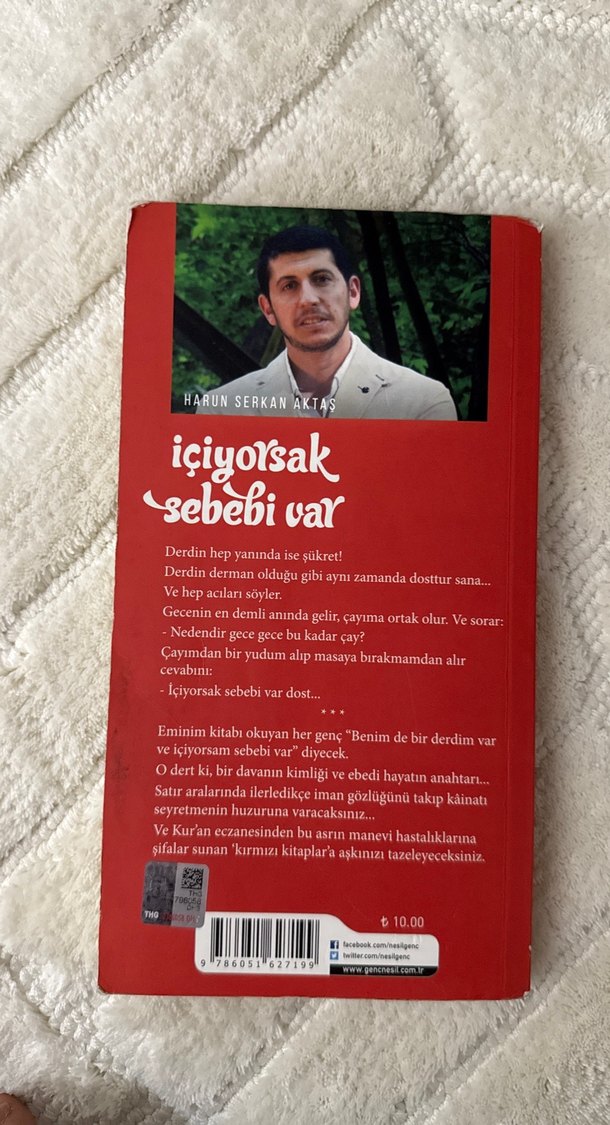 HARUN SERKAN AKTAŞ
içiyorsak
sebebi var
Derdin hep yanında ise şükret!
Derdin derman olduğu gibi aynı zamanda dosttur sana...
Ve hep acıları söyler.
Gecenin en demli anında gelir, çayıma ortak olur. Ve sorar:
- Nedendir gece gece bu kadar çay?
Çayımdan bir yudum alıp masaya bırakmamdan alır
cevabını:
- İçiyorsak sebebi var dost...
***
Eminim kitabı okuyan her genç “Benim de bir derdim var
ve içiyorsam sebebi var” diyecek.
O dert ki, bir davanın kimliği ve ebedi hayatın anahtarı...
Satır aralarında ilerledikçe iman gözlüğünü takıp kâinatı
seyretmenin huzuruna varacaksınız...
Ve Kur’an eczanesinden bu asrın manevi hastalıklarına
şifalar sunan ‘kırmızı kitaplar’a aşkınızı tazeleyeceksiniz.
THG
786058
THG
₺ 10.00
facebook.com/nesilgenc
twitter.com/nesilgenc
www.gencnesil.com.tr
9 786051 627199